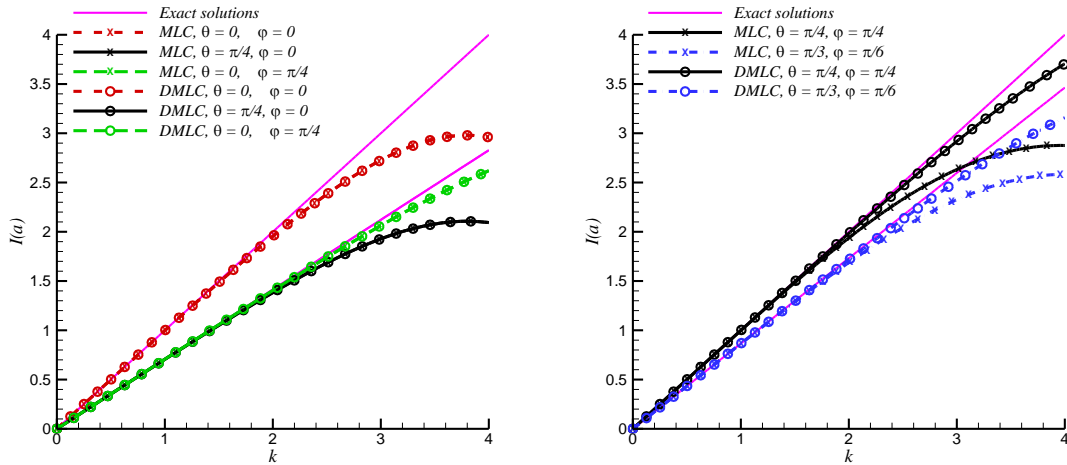 Exact solutions
MLC, θ = 0, φ = 0
MLC, θ = π/4, φ = 0
MLC, θ = 0, φ = π/4
DMLC, θ = 0, φ = 0
DMLC, θ = π/4, φ = 0
DMLC, θ = 0, φ = π/4
4
3.5
3
2.5
2
1.5
1
0.5
0
I(a)
0 1 2 3 4
k
Exact solutions
MLC, θ = π/4, φ = π/4
MLC, θ = π/3, φ = π/6
DMLC, θ = π/4, φ = π/4
DMLC, θ = π/3, φ = π/6
4
3.5
3
2.5
2
1.5
1
0.5
0
I(a)
0 1 2 3 4
k